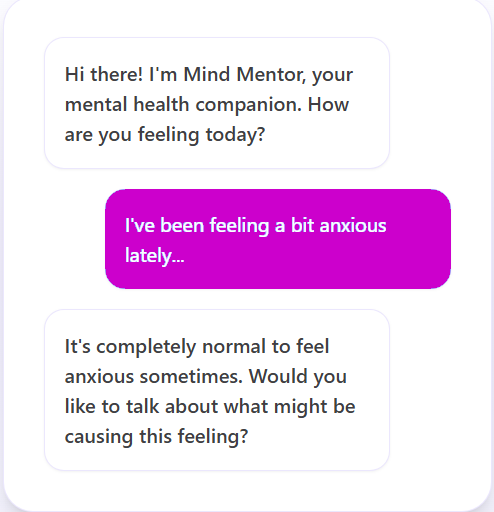 Hi there! I'm Mind Mentor, your
mental health companion. How
are you feeling today?
I've been feeling a bit anxious
lately...
It's completely normal to feel
anxious sometimes. Would you
like to talk about what might be
causing this feeling?